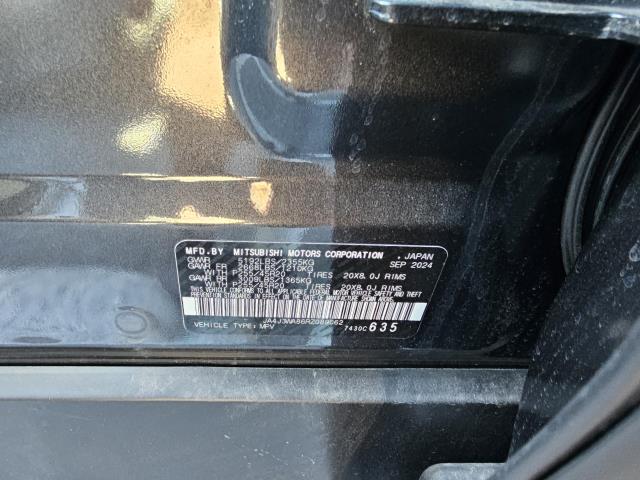 MFD.BY MITSUBISHI MOTORS CORPORATION , JAPAN
GVWR 5192LBS/2355KG SEP 2024
GAWR FR 2668LBS/1210KG
WITH P255/45R20 TIRES 20X8.0J RIMS
GAWR RR 3009LBS/1365KG
WITH P255/45R20 TIRES 20X8.0J RIMS
VEHICLE TYPE: MPV 7430C 635